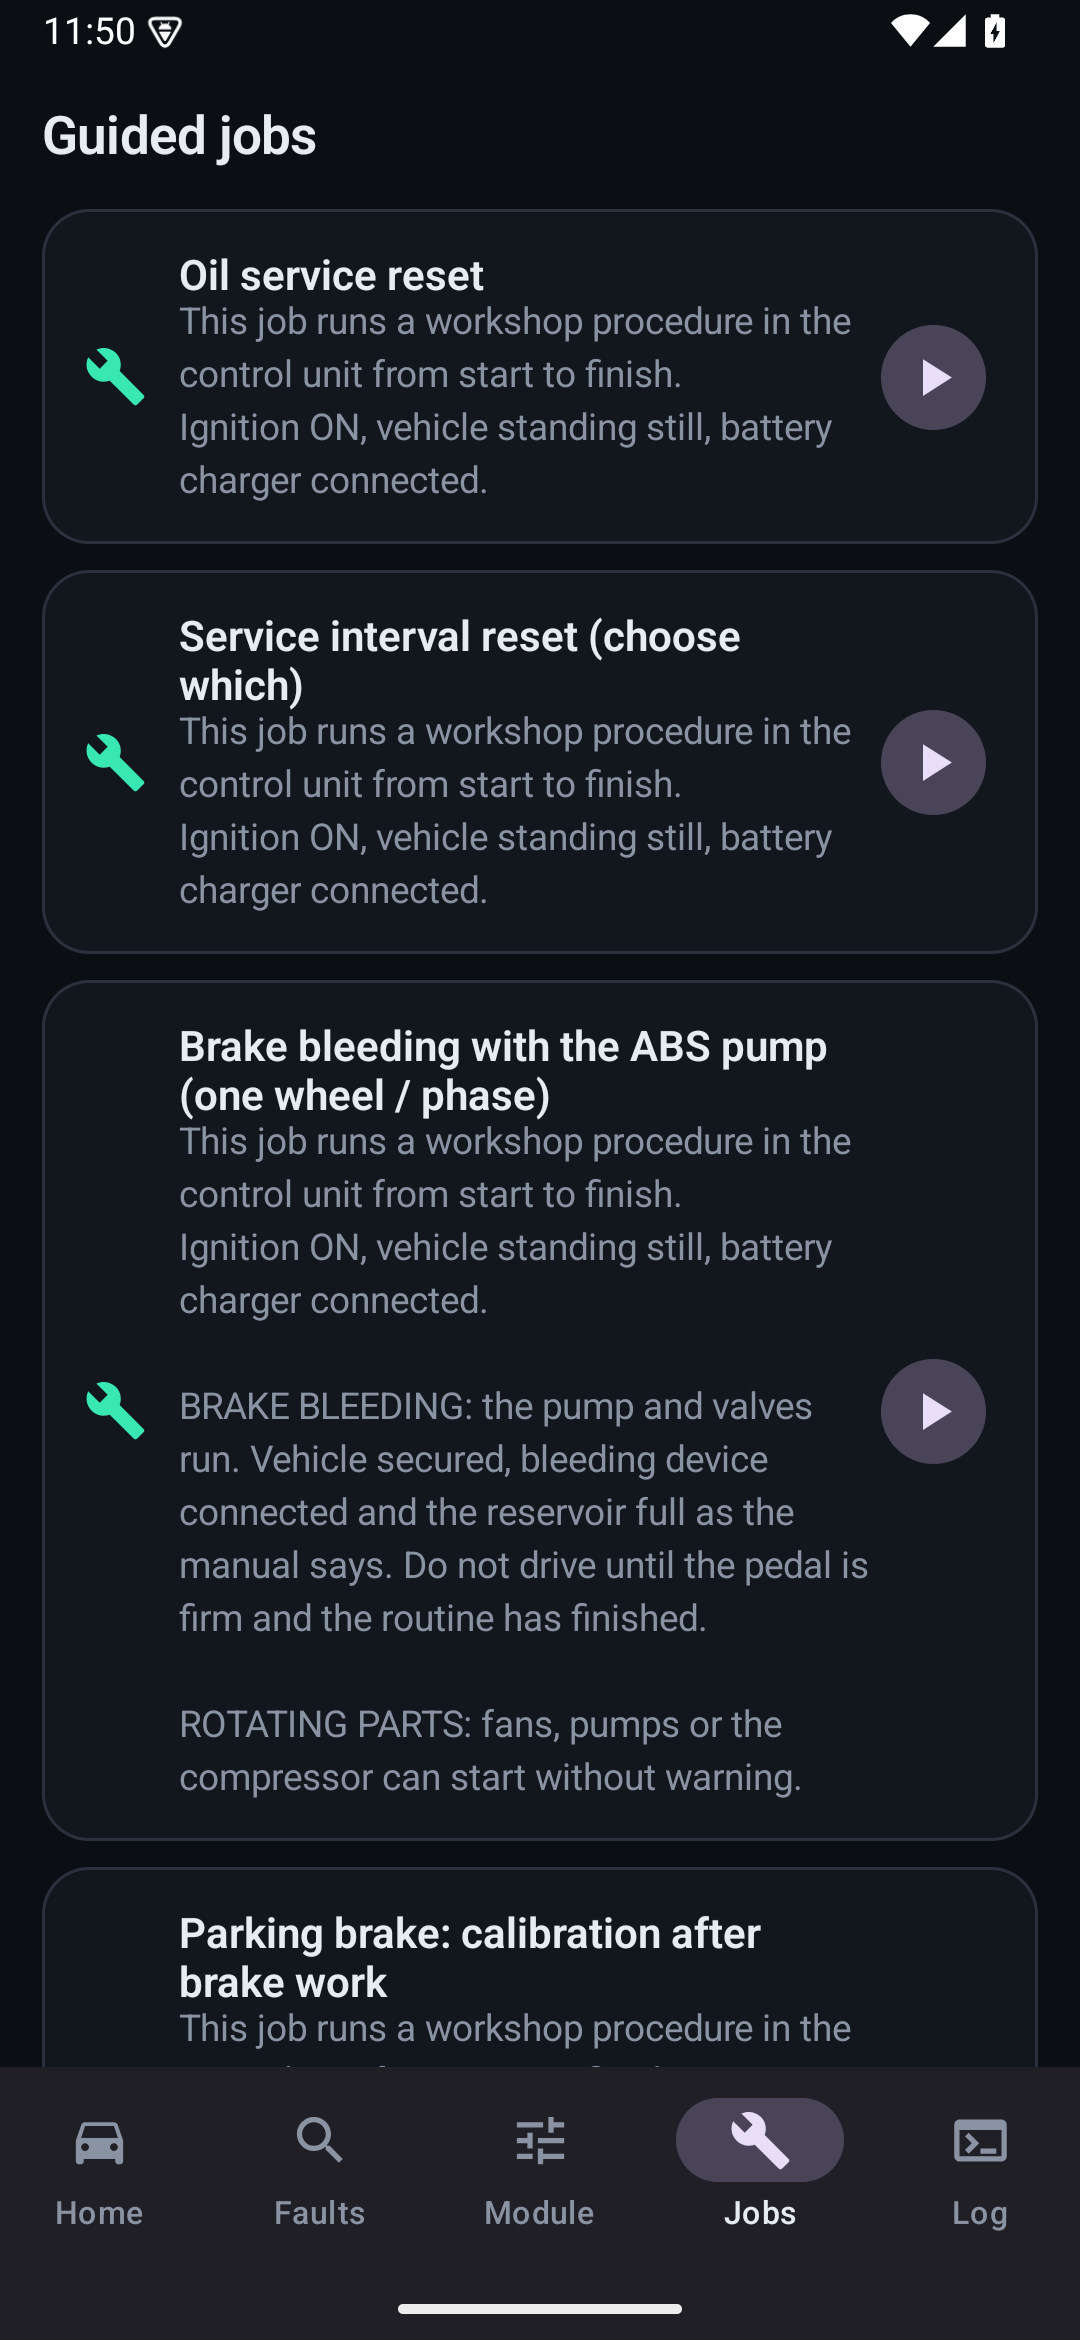 11:50
Guided jobs
Oil service reset
This job runs a workshop procedure in the
control unit from start to finish.
Ignition ON, vehicle standing still, battery
charger connected.
Service interval reset (choose
which)
This job runs a workshop procedure in the
control unit from start to finish.
Ignition ON, vehicle standing still, battery
charger connected.
Brake bleeding with the ABS pump
(one wheel / phase)
This job runs a workshop procedure in the
control unit from start to finish.
Ignition ON, vehicle standing still, battery
charger connected.
BRAKE BLEEDING: the pump and valves
run. Vehicle secured, bleeding device
connected and the reservoir full as the
manual says. Do not drive until the pedal is
firm and the routine has finished.
ROTATING PARTS: fans, pumps or the
compressor can start without warning.
Parking brake: calibration after
brake work
This job runs a workshop procedure in the
Home
Faults
Module
Jobs
Log